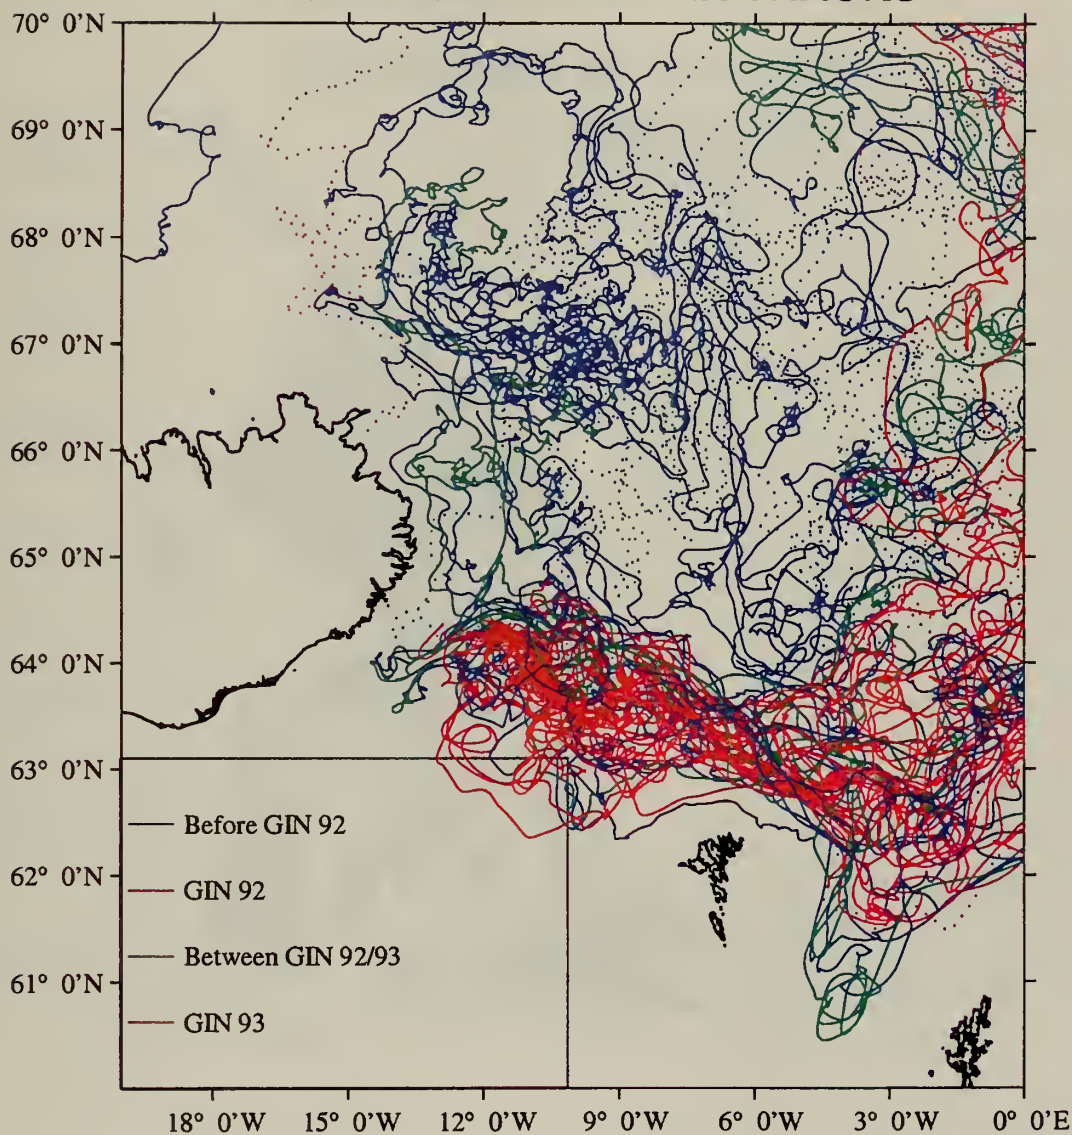 70° 0'N
69° 0'N
68° 0'N
67° 0'N
66° 0'N
65° 0'N
64° 0'N
63° 0'N
62° 0'N
61° 0'N
Before GIN 92
GIN 92
Between GIN 92/93
GIN 93
18° 0'W 15° 0'W 12° 0'W 9° 0'W 6° 0'W 3° 0'W 0° 0'E